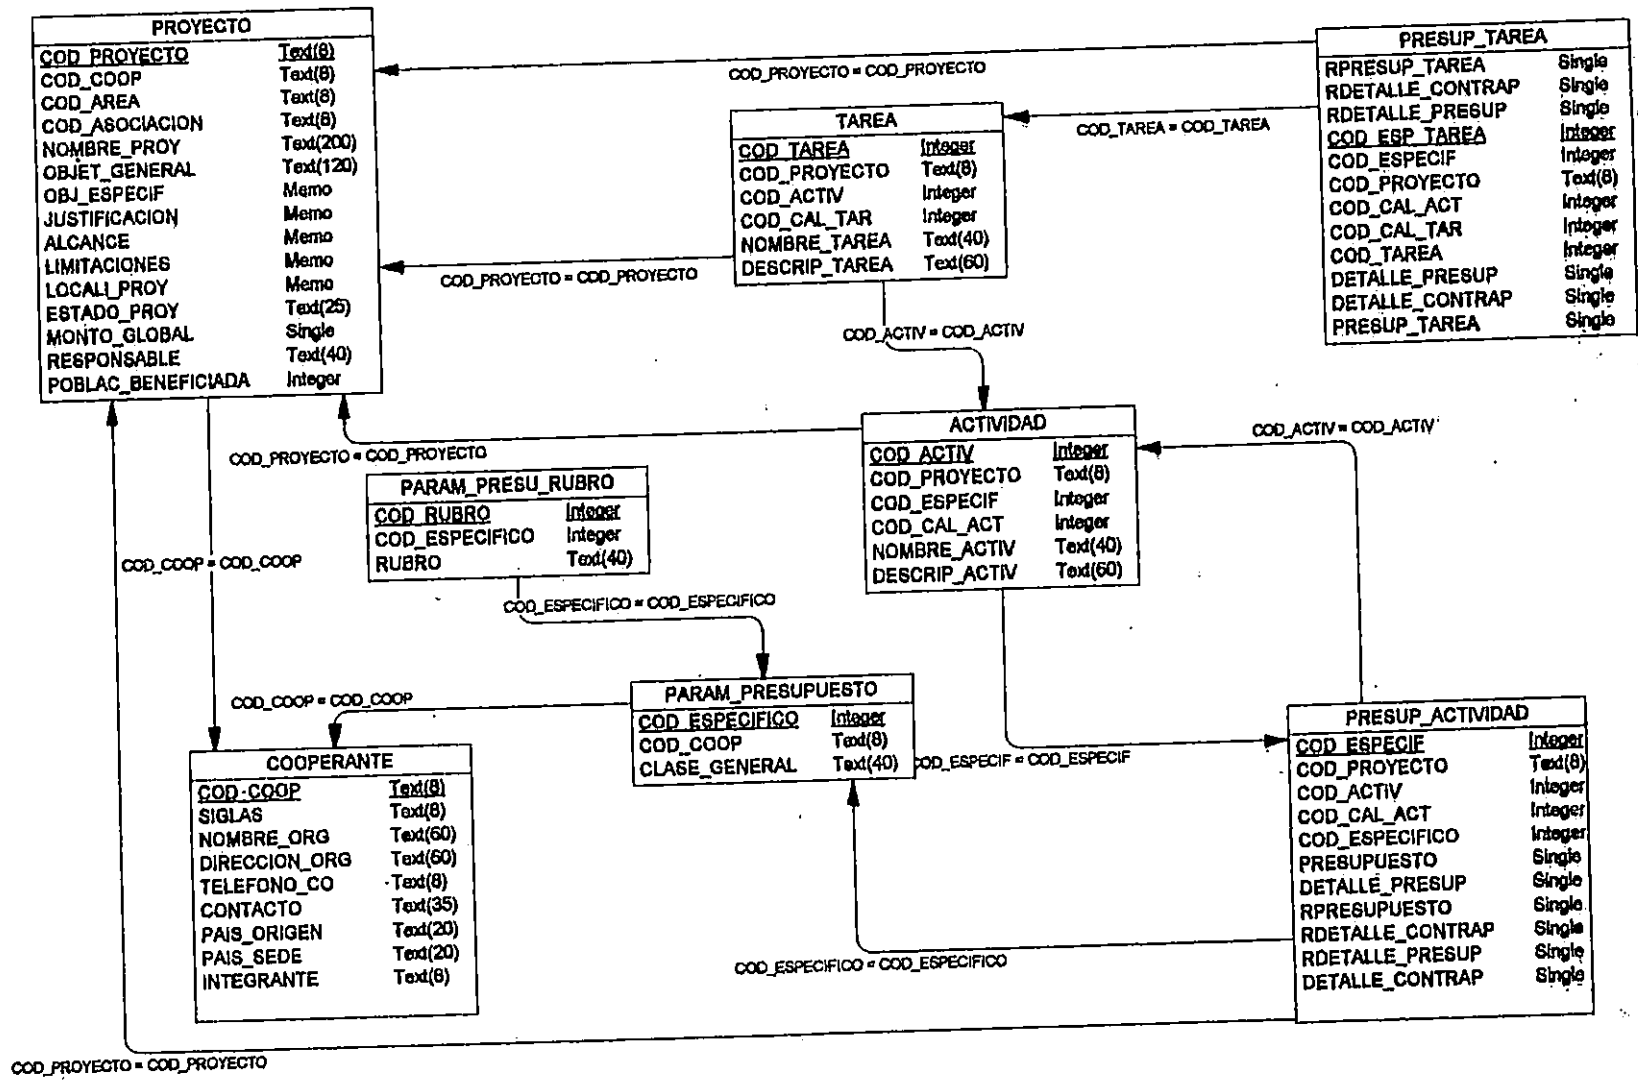 PROYECTO
COD_PROYECTO Text(8)
COD_COOP Text(8)
COD_AREA Text(8)
COD_ASOCIACION Text(8)
NOMBRE_PROY Text(200)
OBJET_GENERAL Text(120)
OBJ_ESPECIF Memo
JUSTIFICACION Memo
ALCANCE Memo
LIMITACIONES Memo
LOCALI_PROY Memo
ESTADO_PROY Text(25)
MONTO_GLOBAL Single
RESPONSABLE Text(40)
POBLAC_BENEFICIADA Integer
COD_PROYECTO = COD_PROYECTO
PRESUP_TAREA
RPRESUP_TAREA Single
RDETALLE_CONTRAP Single
RDETALLE_PRESUP Single
COD_ESP_TAREA Integer
COD_ESPECIF Integer
COD_PROYECTO Text(8)
COD_CAL_ACT Integer
COD_CAL_TAR Integer
COD_TAREA Integer
DETALLE_PRESUP Single
DETALLE_CONTRAP Single
PRESUP_TAREA Single
COD_TAREA = COD_TAREA
TAREA
COD_TAREA Integer
COD_PROYECTO Text(8)
COD_ACTIV Integer
COD_CAL_TAR Integer
NOMBRE_TAREA Text(40)
DESCRIP_TAREA Text(60)
COD_PROYECTO = COD_PROYECTO
COD_ACTIV = COD_ACTIV
ACTIVIDAD
COD_ACTIV Integer
COD_PROYECTO Text(8)
COD_ESPECIF Integer
COD_CAL_ACT Integer
NOMBRE_ACTIV Text(40)
DESCRIP_ACTIV Text(60)
COD_ACTIV = COD_ACTIV
COD_PROYECTO = COD_PROYECTO
PARAM_PRESU_RUBRO
COD_RUBRO Integer
COD_ESPECIFICO Integer
RUBRO Text(40)
COD_COOP = COD_COOP
COD_ESPECIFICO = COD_ESPECIFICO
COD_COOP = COD_COOP
PARAM_PRESUPUESTO
COD_ESPECIFICO Integer
COD_COOP Text(8)
CLASE_GENERAL Text(40)
COD_ESPECIF = COD_ESPECIF
COOPERANTE
COD-COOP Text(8)
SIGLAS Text(8)
NOMBRE_ORG Text(60)
DIRECCION_ORG Text(60)
TELEFONO_CO Text(8)
CONTACTO Text(35)
PAIS_ORIGEN Text(20)
PAIS_SEDE Text(20)
INTEGRANTE Text(8)
PRESUP_ACTIVIDAD
COD_ESPECIF Integer
COD_PROYECTO Text(8)
COD_ACTIV Integer
COD_CAL_ACT Integer
COD_ESPECIFICO Integer
PRESUPUESTO Single
DETALLE_PRESUP Single
RPRESUPUESTO Single
RDETALLE_CONTRAP Single
RDETALLE_PRESUP Single
DETALLE_CONTRAP Single
COD_ESPECIFICO = COD_ESPECIFICO
COD_PROYECTO = COD_PROYECTO